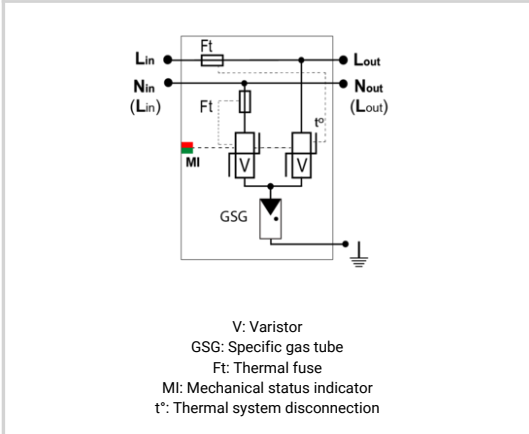 Ft
Lin
Lout
Nin
Nout
(Lin)
Ft
(Lout)
t°
MI
V
V
GSG
V: Varistor
GSG: Specific gas tube
Ft: Thermal fuse
MI: Mechanical status indicator
t°: Thermal system disconnection